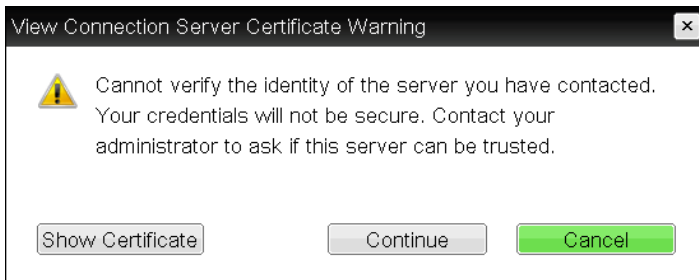 View Connection Server Certificate Warning
Cannot verify the identity of the server you have contacted.
Your credentials will not be secure. Contact your
administrator to ask if this server can be trusted.
Show Certificate
Continue
Cancel